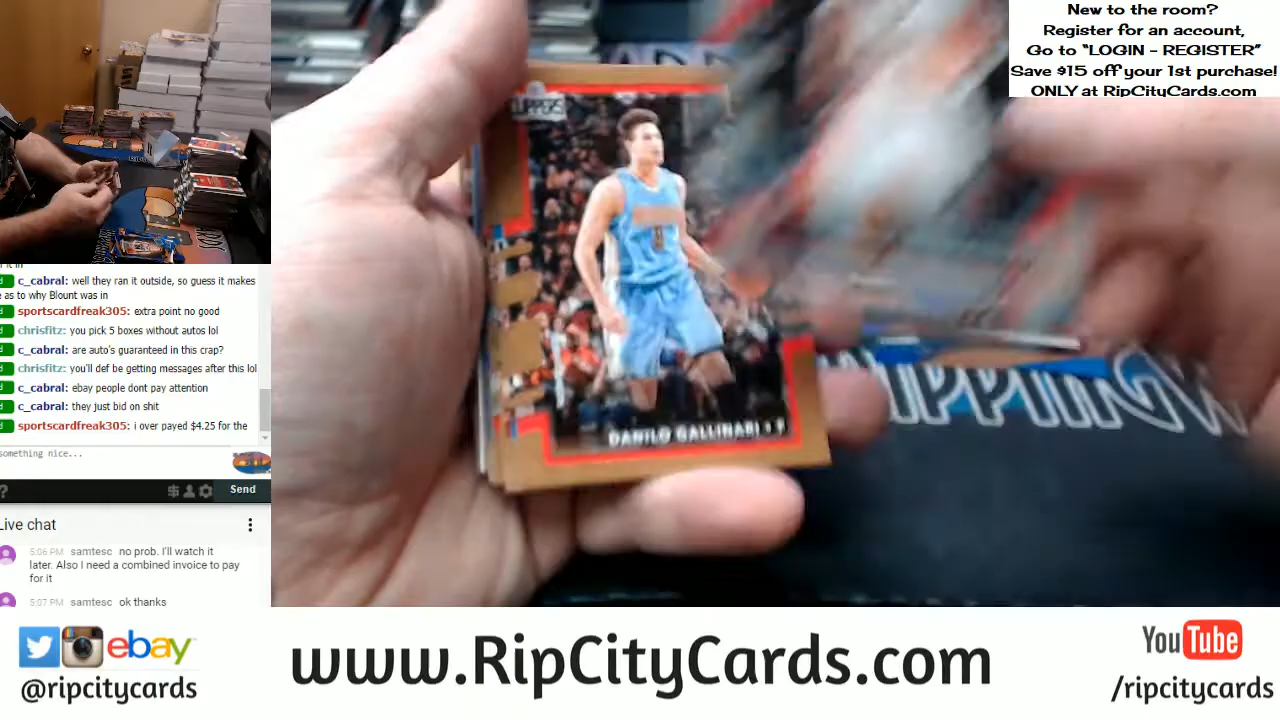 New to the room?
Register for an account,
Go to "LOGIN - REGISTER"
Save $15 off your 1st purchase!
ONLY at RipCityCards.com
CLIPPERS
DANILO GALLINARI
c_cabral: well they ran it outside, so guess it makes
as to why Blount was in
sportscardfreak305: extra point no good
chrisfitz: you pick 5 boxes without autos lol
c_cabral: are auto's guaranteed in this crap?
chrisfitz: you'll def be getting messages after this lol
c_cabral: ebay people dont pay attention
c_cabral: they just bid on shit
sportscardfreak305: i over payed $4.25 for the
something nice...
Send
Live chat
5:06 PM samtesc no prob. I'll watch it
later. Also I need a combined invoice to pay
for it
5:07 PM samtesc ok thanks
ebay
@ripcitycards
www.RipCityCards.com
YouTube
/ripcitycards